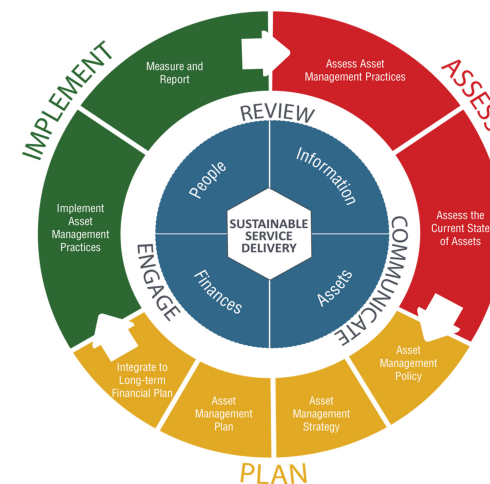 IMPLEMENT
Measure and
Report
Assess Asset
Management Practices
ASSESS
REVIEW
People
Information
Implement
Asset
Management
Practices
SUSTAINABLE
SERVICE
DELIVERY
Assess the
Current State
of Assets
COMMUNICATE
ENGAGE
Finances
Assets
Integrate to
Long-term
Financial Plan
Asset
Management
Plan
Asset
Management
Strategy
Asset
Management
Policy
PLAN